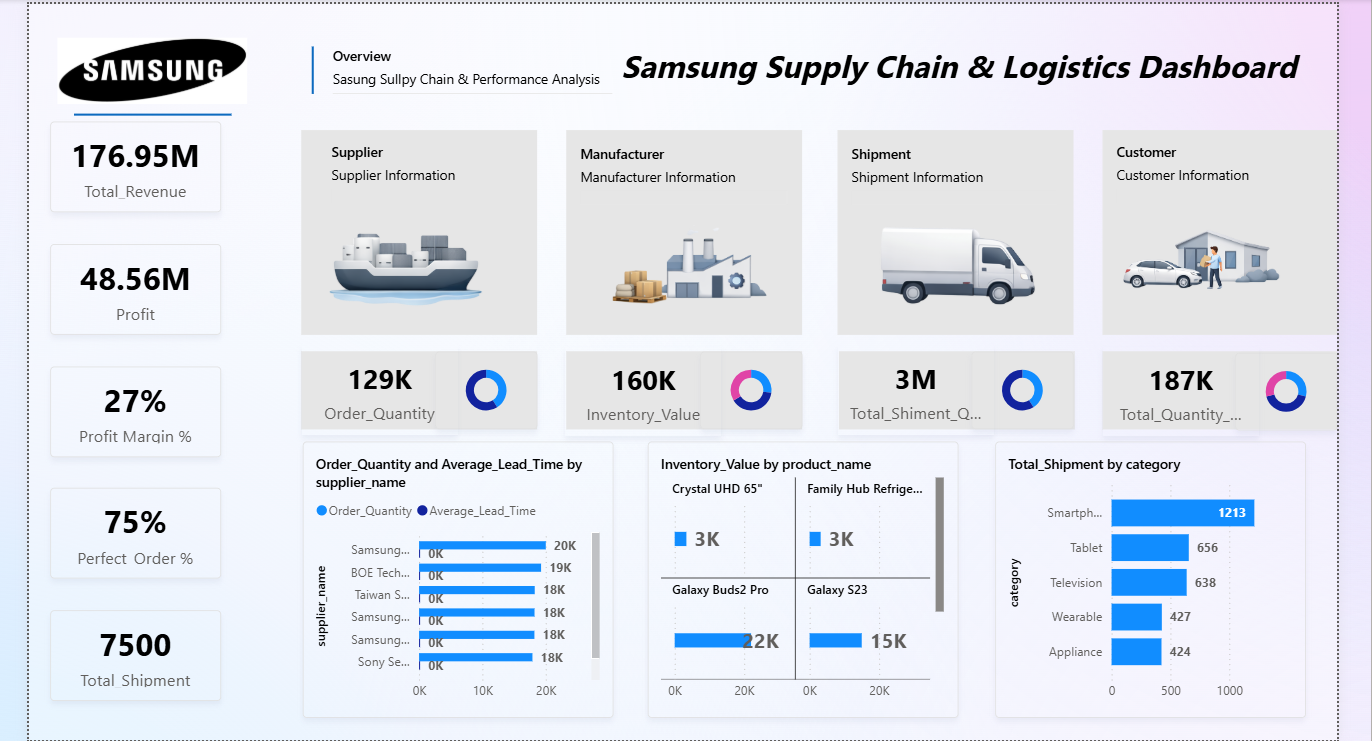 SAMSUNG
Overview
Sasung Sullpy Chain & Performance Analysis
Samsung Supply Chain & Logistics Dashboard
176.95M
Total_Revenue
48.56M
Profit
27%
Profit Margin %
75%
Perfect Order %
7500
Total_Shipment
Supplier
Supplier Information
Manufacturer
Manufacturer Information
Shipment
Shipment Information
Customer
Customer Information
129K
Order_Quantity
160K
Inventory_Value
3M
Total_Shiment_Q...
187K
Total_Quantity_...
Order_Quantity and Average_Lead_Time by
supplier_name
Order_Quantity Average_Lead_Time
supplier_name
Samsung... 20K
0K
BOE Tech... 19K
0K
Taiwan S... 18K
0K
Samsung... 18K
0K
Samsung... 18K
0K
Sony Se... 18K
0K
0K 10K 20K
Inventory_Value by product_name
Crystal UHD 65" Family Hub Refrige...
3K 3K
Galaxy Buds2 Pro Galaxy S23
22K 15K
0K 20K 0K 20K
Total_Shipment by category
category
Smartph... 1213
Tablet 656
Television 638
Wearable 427
Appliance 424
0 500 1000